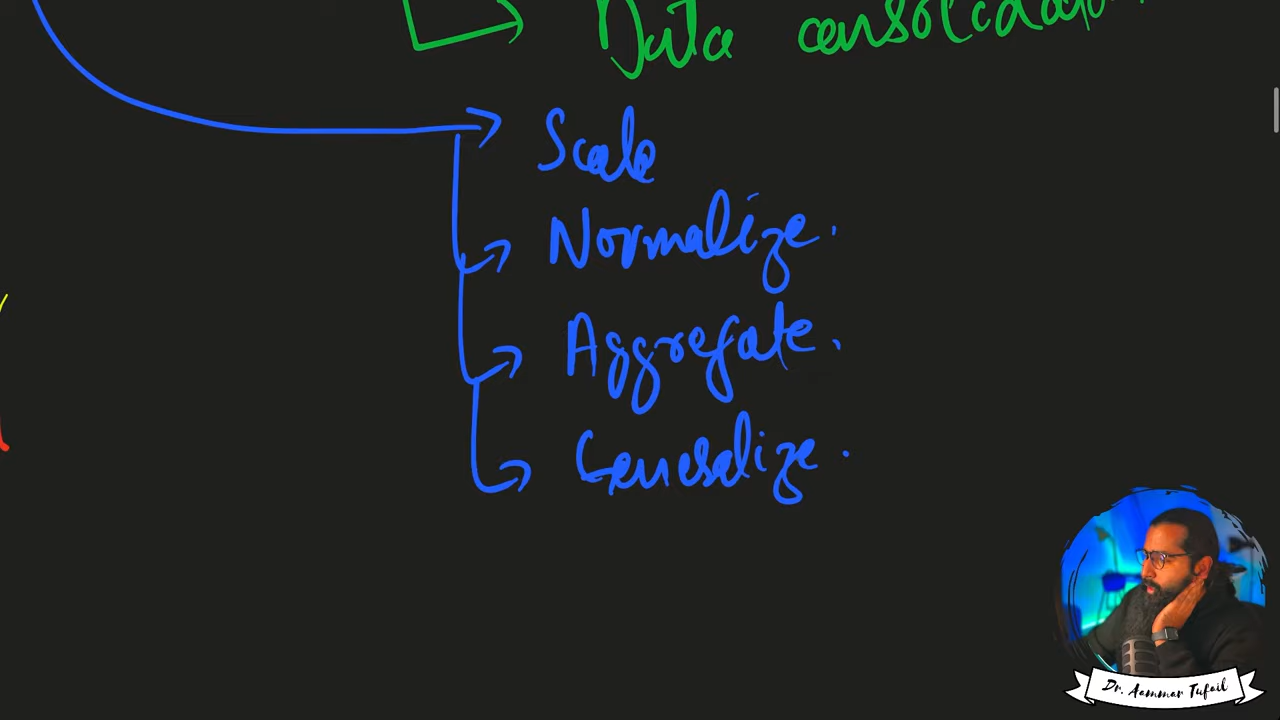 Data consolidation
Scale
Normalize.
Aggregate.
Generalize.
Dr. Aammar Tufail